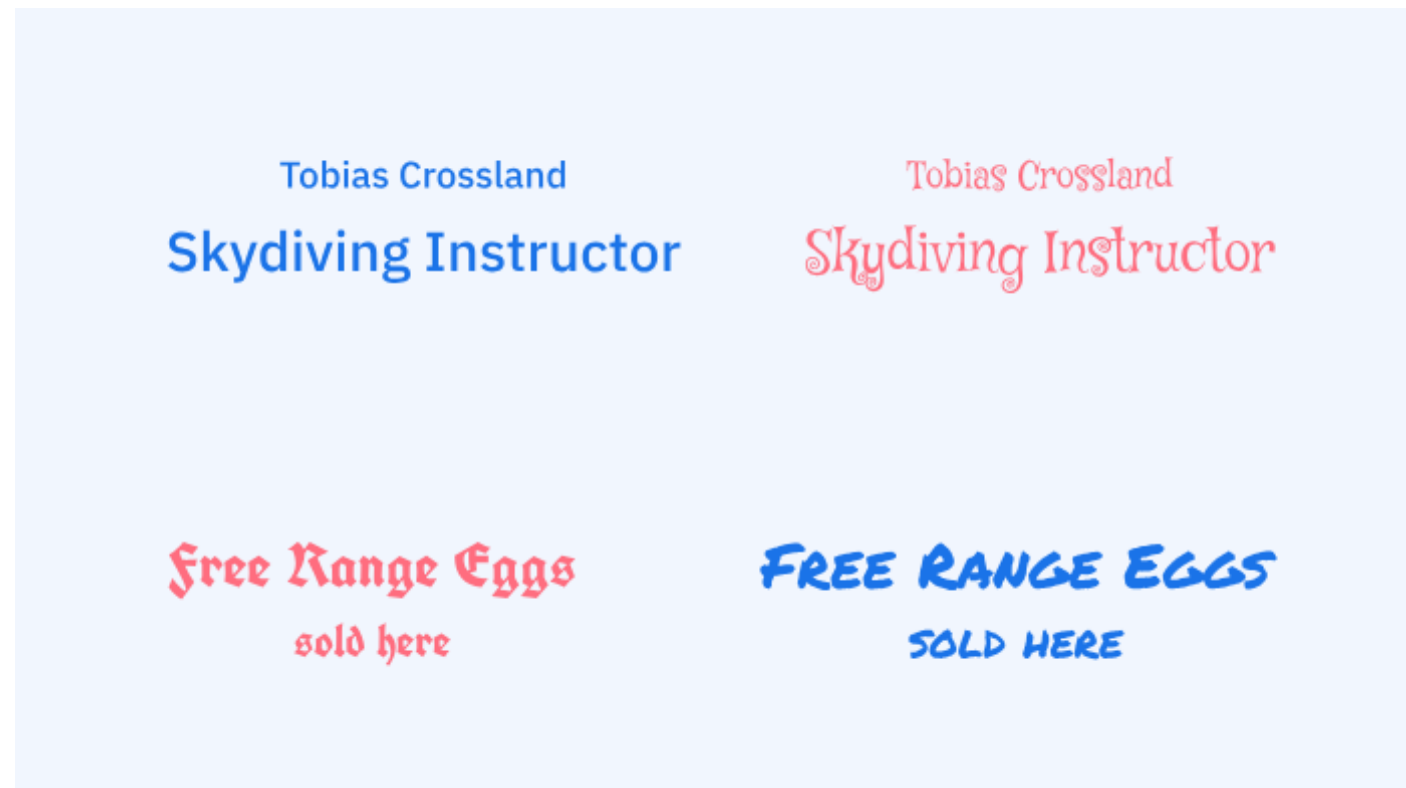 Tobias Crossland
Skydiving Instructor
Tobias Crossland
Skydiving Instructor
Free Range Eggs
sold here
FREE RANGE EGGS
SOLD HERE